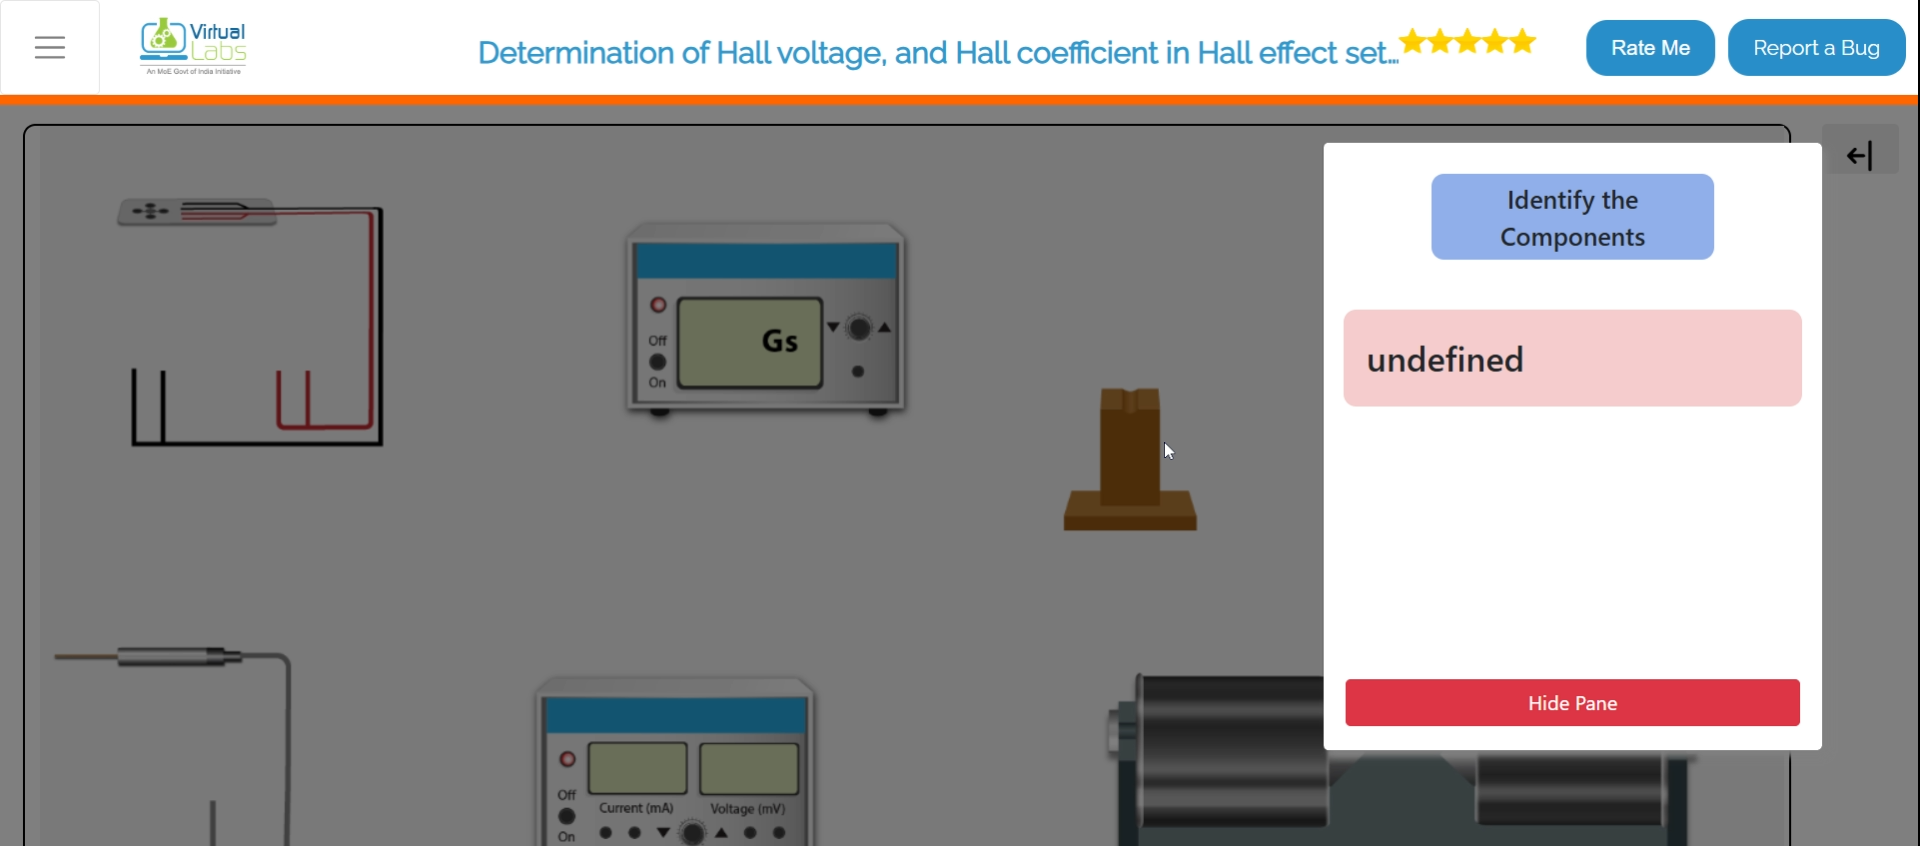 Virtual
Labs
An MoE Govt of India Initiative
Determination of Hall voltage, and Hall coefficient in Hall effect set...
Rate Me
Report a Bug
Identify the
Components
undefined
Hide Pane
Gs
Off
On
Off
On
Current (mA)
Voltage (mV)